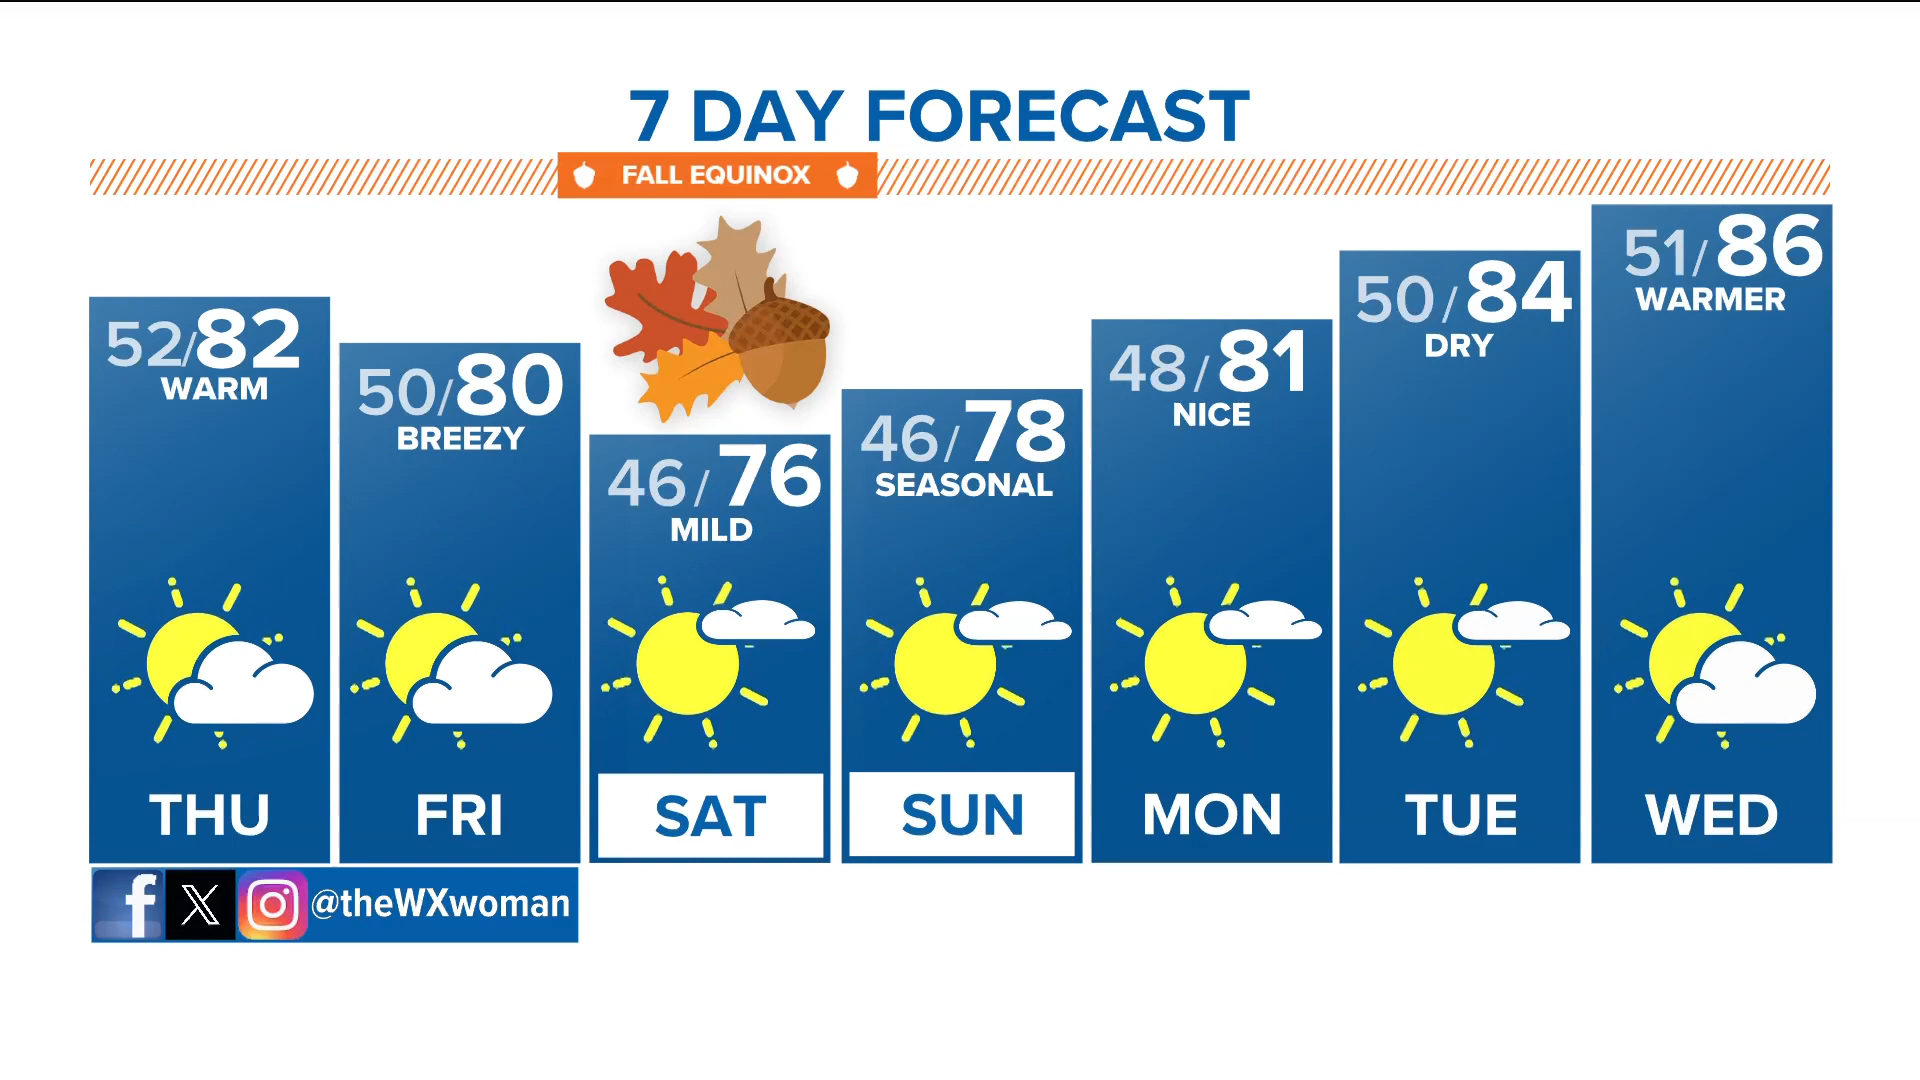 7 DAY FORECAST
FALL EQUINOX
52/82
WARM
50/80
BREEZY
46/76
MILD
46/78
SEASONAL
48/81
NICE
50/84
DRY
51/86
WARMER
THU
FRI
SAT
SUN
MON
TUE
WED
@theWXwoman